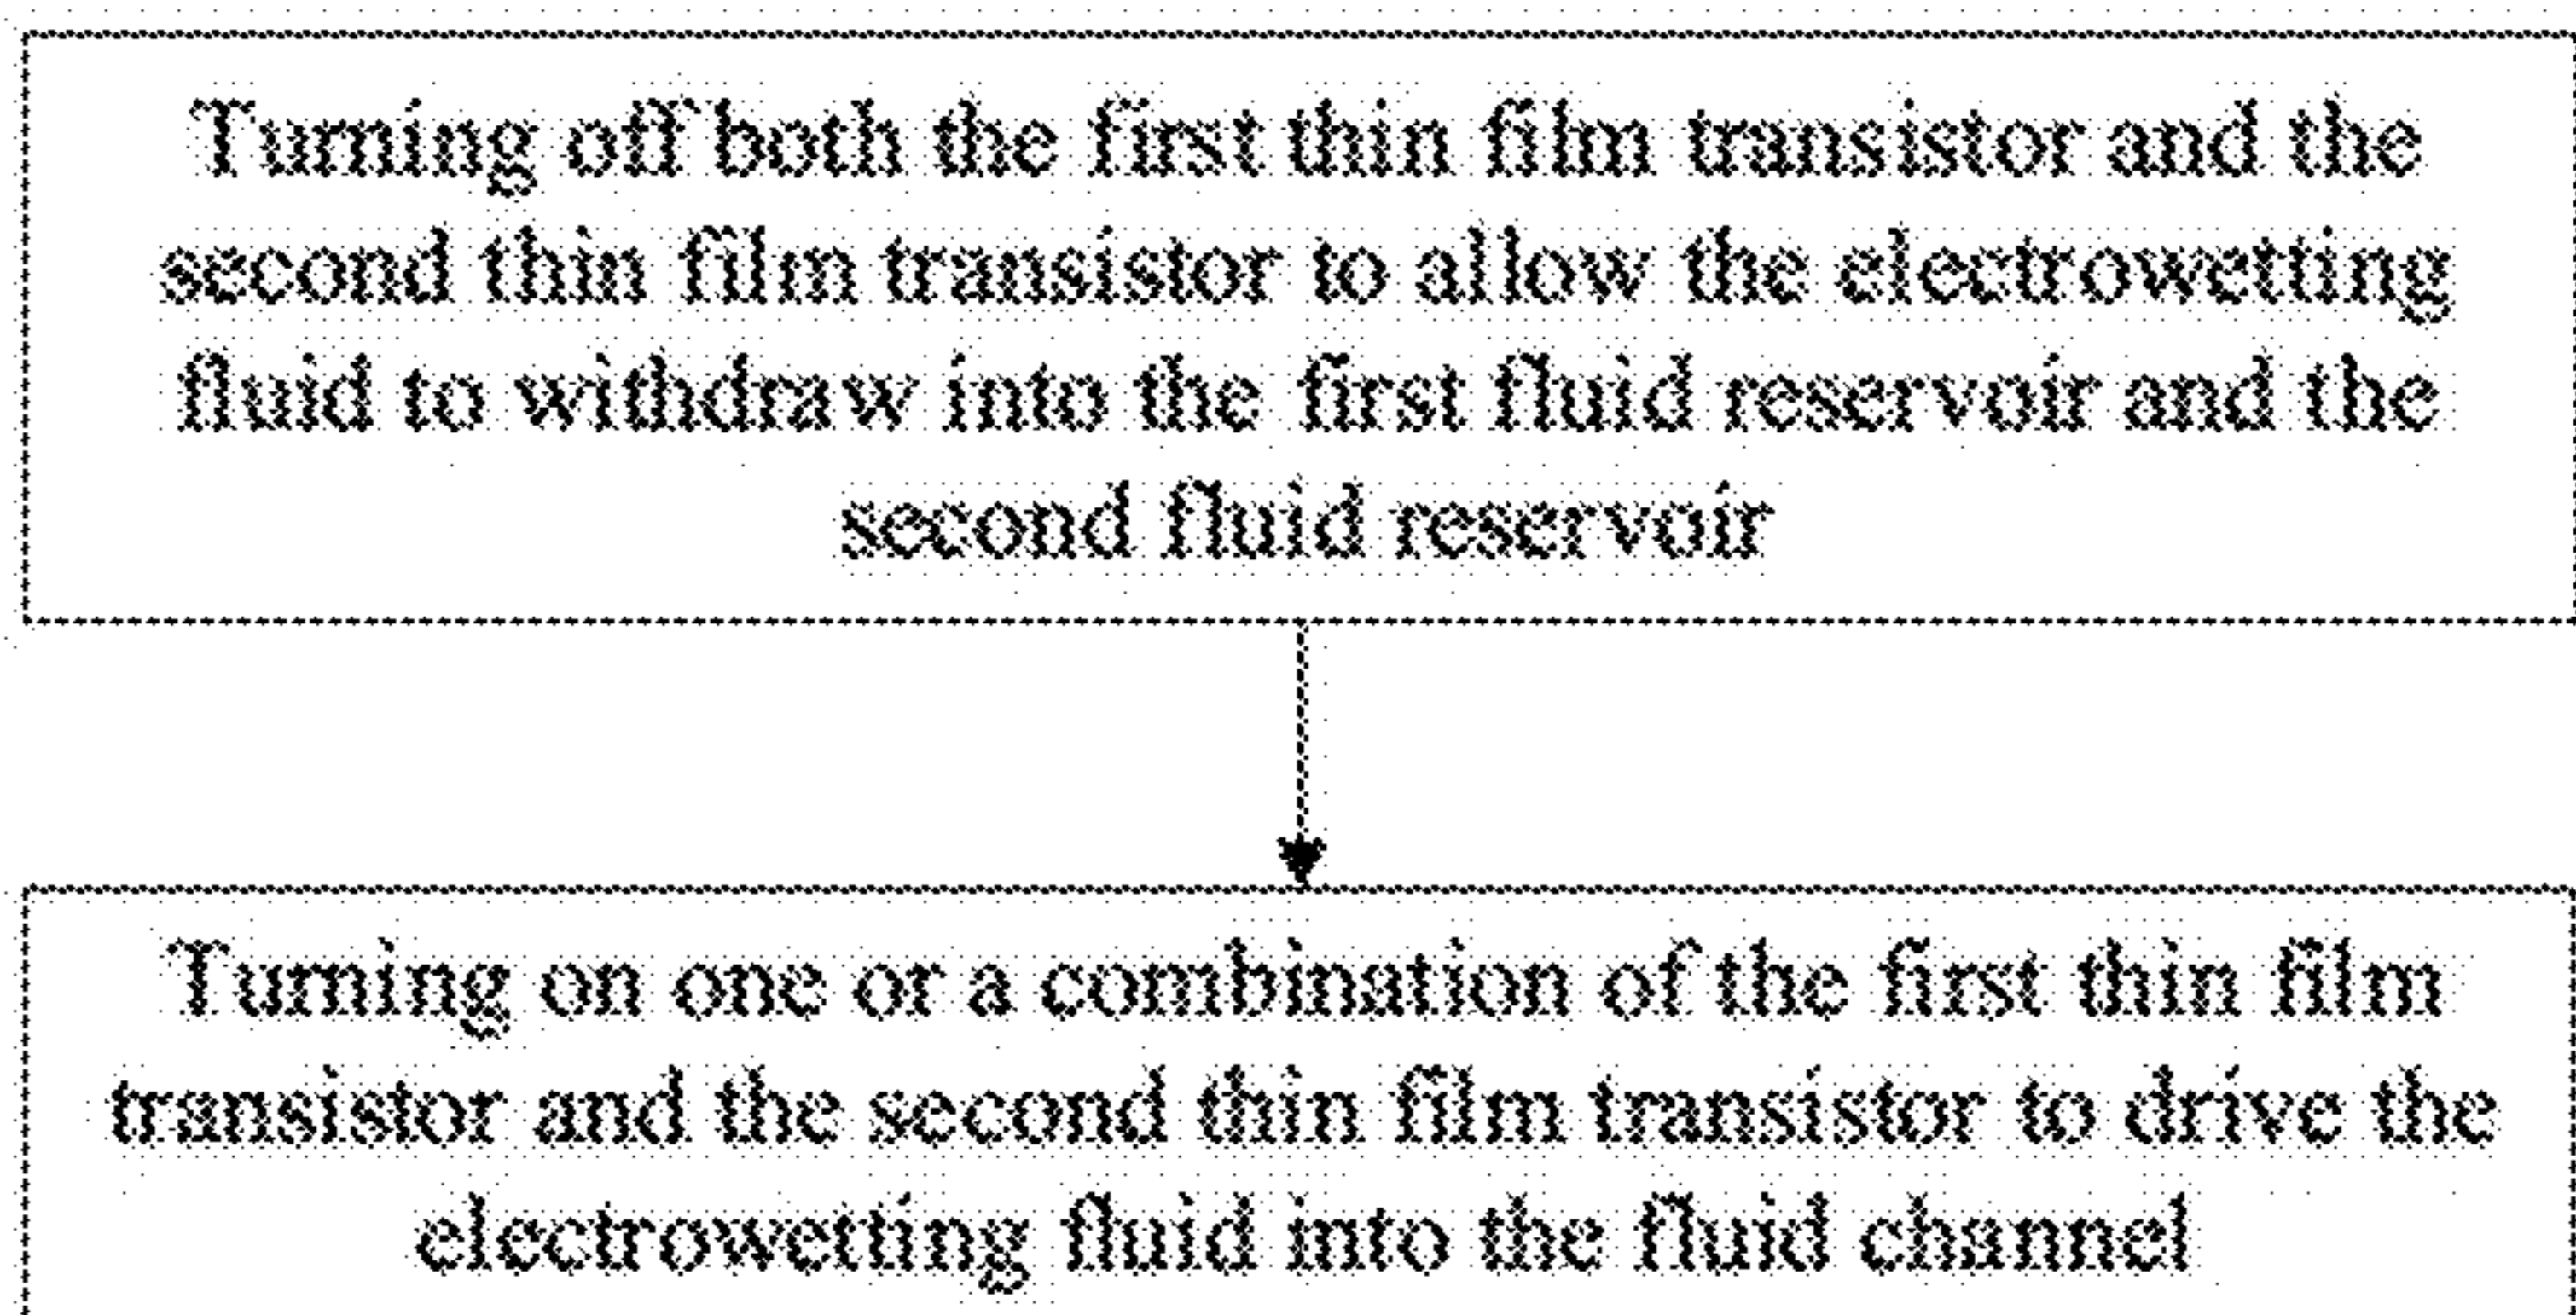 Turning off both the first thin film transistor and the
second thin film transistor to allow the electrowetting
fluid to withdraw into the first fluid reservoir and the
second fluid reservoir
Turning on one or a combination of the first thin film
transistor and the second thin film transistor to drive the
electrowetting fluid into the fluid channel